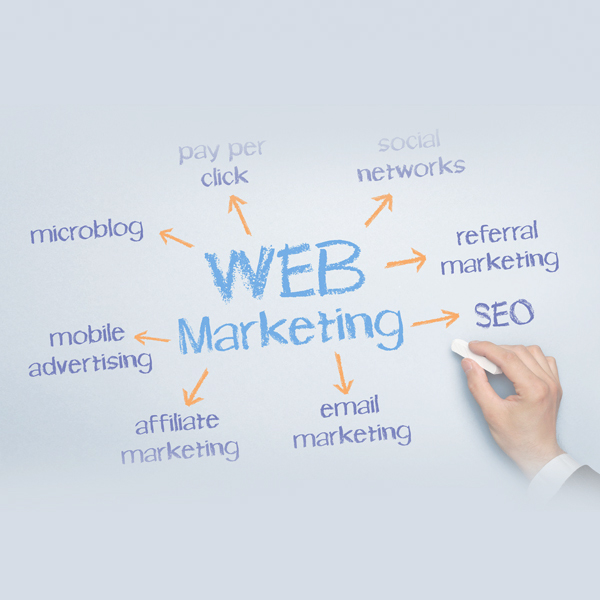 pay per
click
social
networks
microblog
referral
marketing
WEB
Marketing
SEO
mobile
advertising
affiliate
marketing
email
marketing